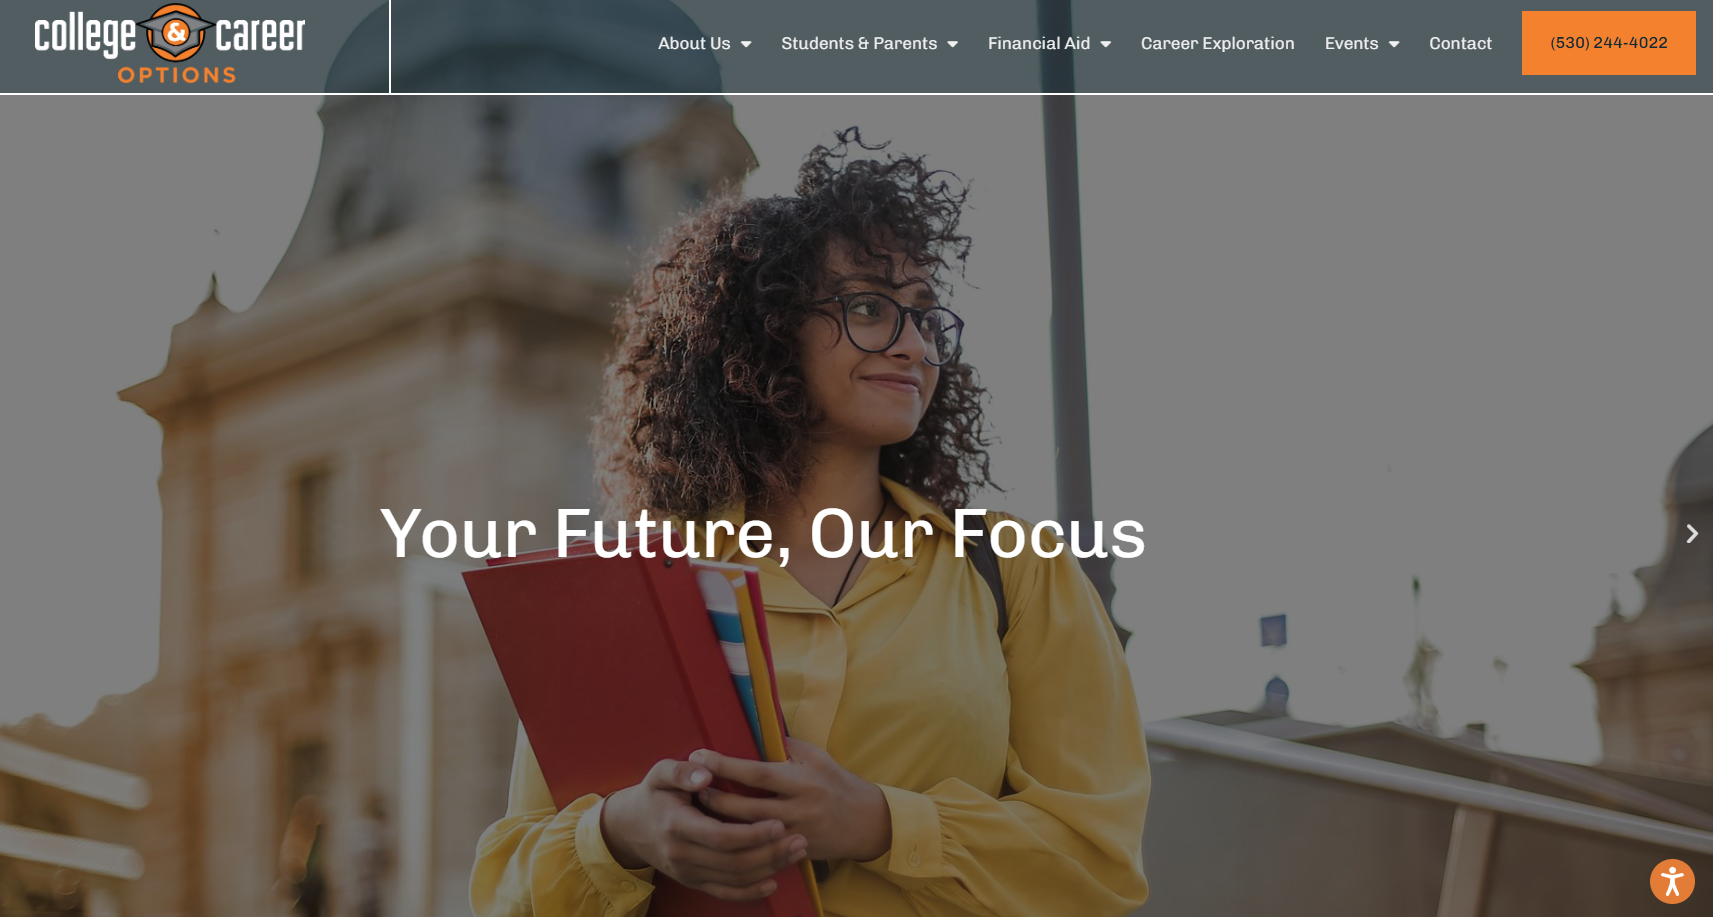 college & career
OPTIONS
About Us
Students & Parents
Financial Aid
Career Exploration
Events
Contact
(530) 244-4022
Your Future, Our Focus